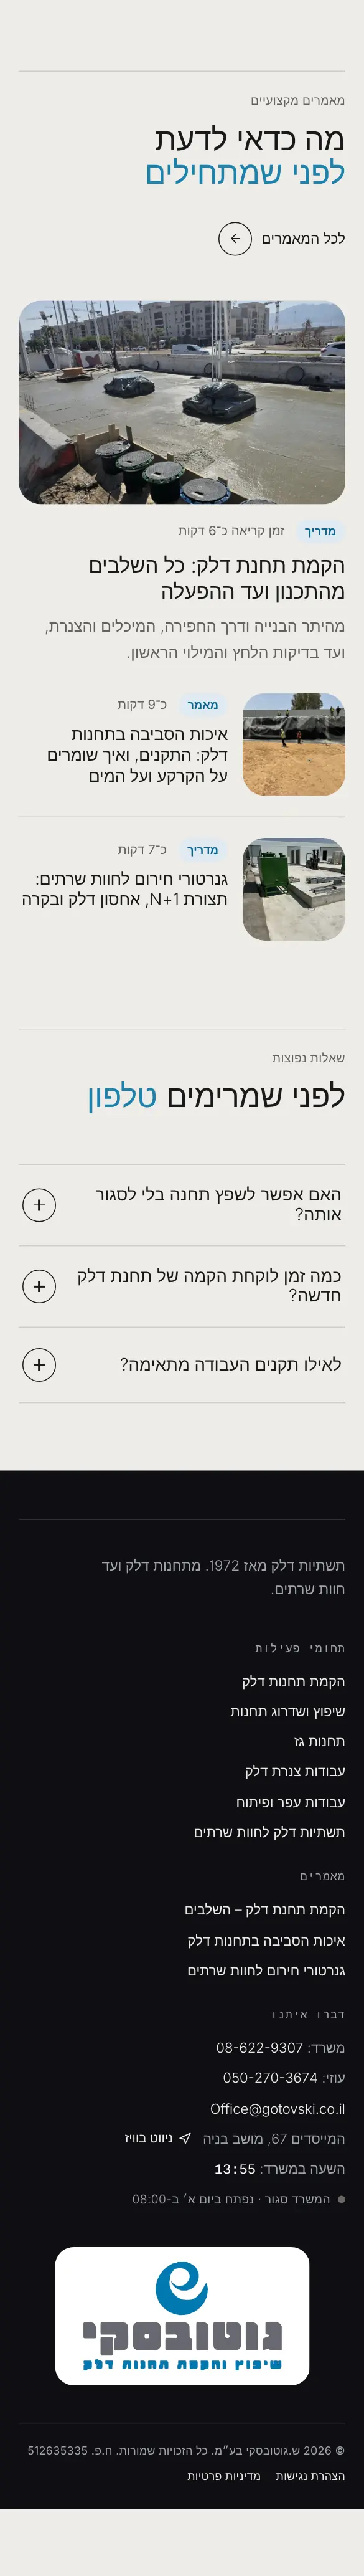 מאמרים מקצועיים
מה כדאי לדעת
לפני שמתחילים
לכל המאמרים
מדריך זמן קריאה כ־6 דקות
הקמת תחנת דלק: כל השלבים
מהתכנון ועד ההפעלה
מהיתר הבנייה ודרך החפירה, המיכלים והצנרת,
ועד בדיקות הלחץ והמילוי הראשון.
מאמר כ־9 דקות
איכות הסביבה בתחנות
דלק: התקנים, ואיך שומרים
על הקרקע ועל המים
מדריך כ־7 דקות
גנרטורי חירום לחוות שרתים:
תצורת N+1, אחסון דלק ובקרה
שאלות נפוצות
לפני שמרימים טלפון
האם אפשר לשפץ תחנה בלי לסגור
אותה?
כמה זמן לוקחת הקמה של תחנת דלק
חדשה?
לאילו תקנים העבודה מתאימה?
תשתיות דלק מאז 1972. מתחנות דלק ועד
חוות שרתים.
תחומי פעילות
הקמת תחנות דלק
שיפוץ ושדרוג תחנות
תחנות גז
עבודות צנרת דלק
עבודות עפר ופיתוח
תשתיות דלק לחוות שרתים
מאמרים
הקמת תחנת דלק – השלבים
איכות הסביבה בתחנות דלק
גנרטורי חירום לחוות שרתים
דברו איתנו
משרד: 08-622-9307
עוזי: 050-270-3674
Office@gotovski.co.il
המייסדים 67, מושב בניה ניווט בוויז
השעה במשרד: 13:55
המשרד סגור · נפתח ביום א׳ ב-08:00
גוטובסקי
שיפוץ והקמת תחנות דלק
© 2026 ש.גוטובסקי בע״מ. כל הזכויות שמורות. ח.פ. 512635335
הצהרת נגישות מדיניות פרטיות